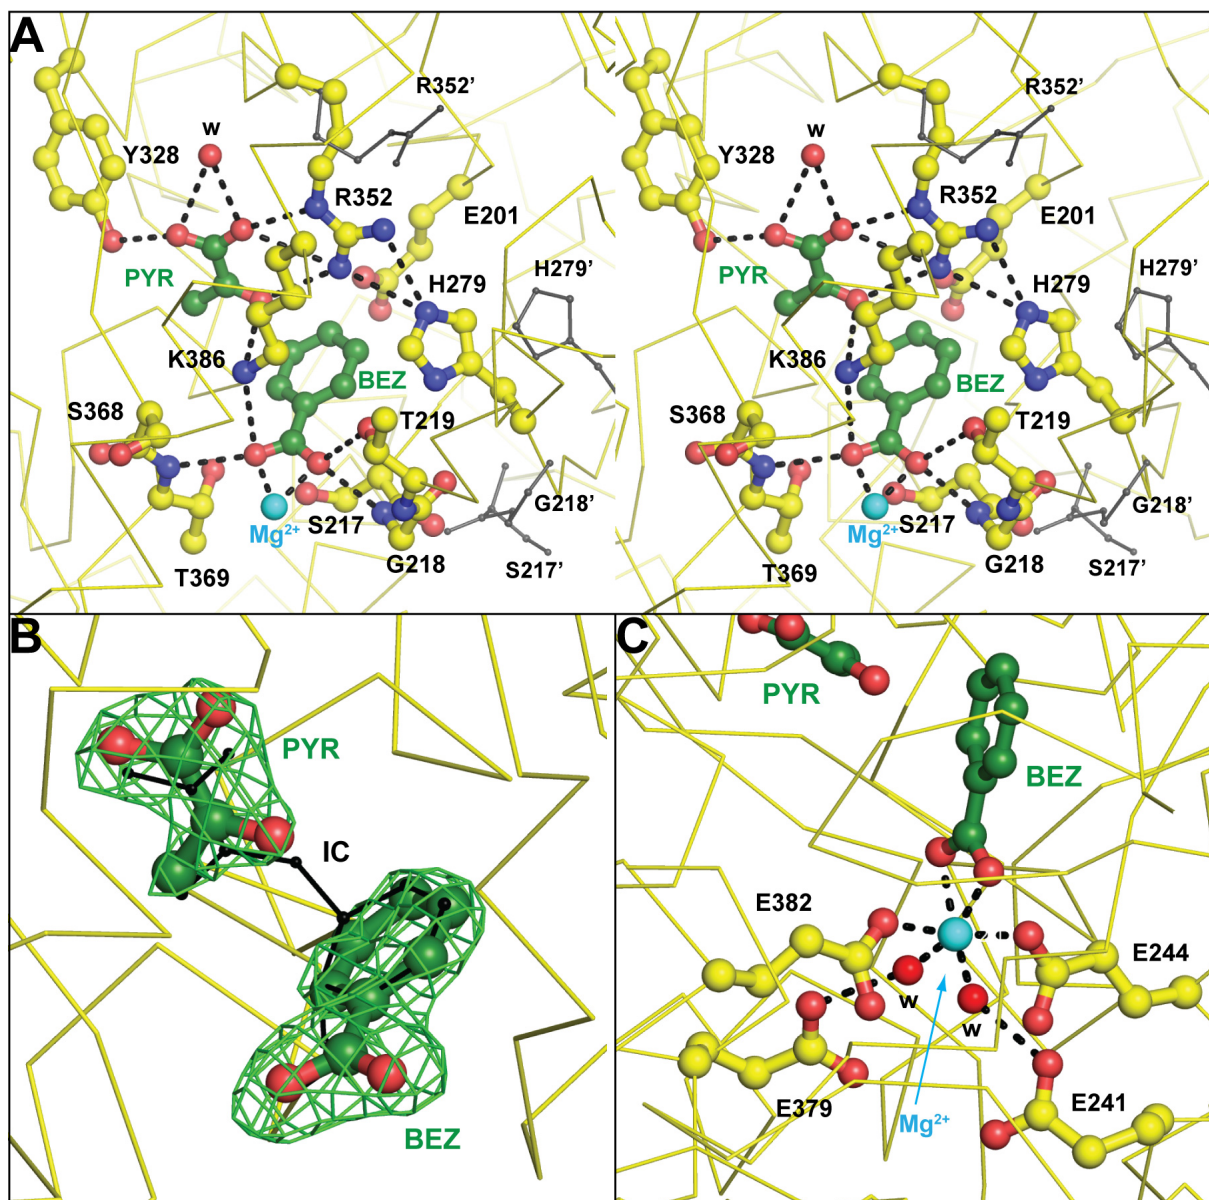 A
R352’
w
Y328
R352
E201
PYR
H279
H279’
K386
BEZ
S368
T219
G218’
S217
Mg2+
G218
S217’
T369
R352’
w
Y328
R352
E201
PYR
H279’
H279
K386
BEZ
S368
T219
G218’
S217
Mg2+
G218
S217’
T369
B
PYR
IC
BEZ
C
PYR
BEZ
E382
E244
w
w
E379
E241
Mg2+